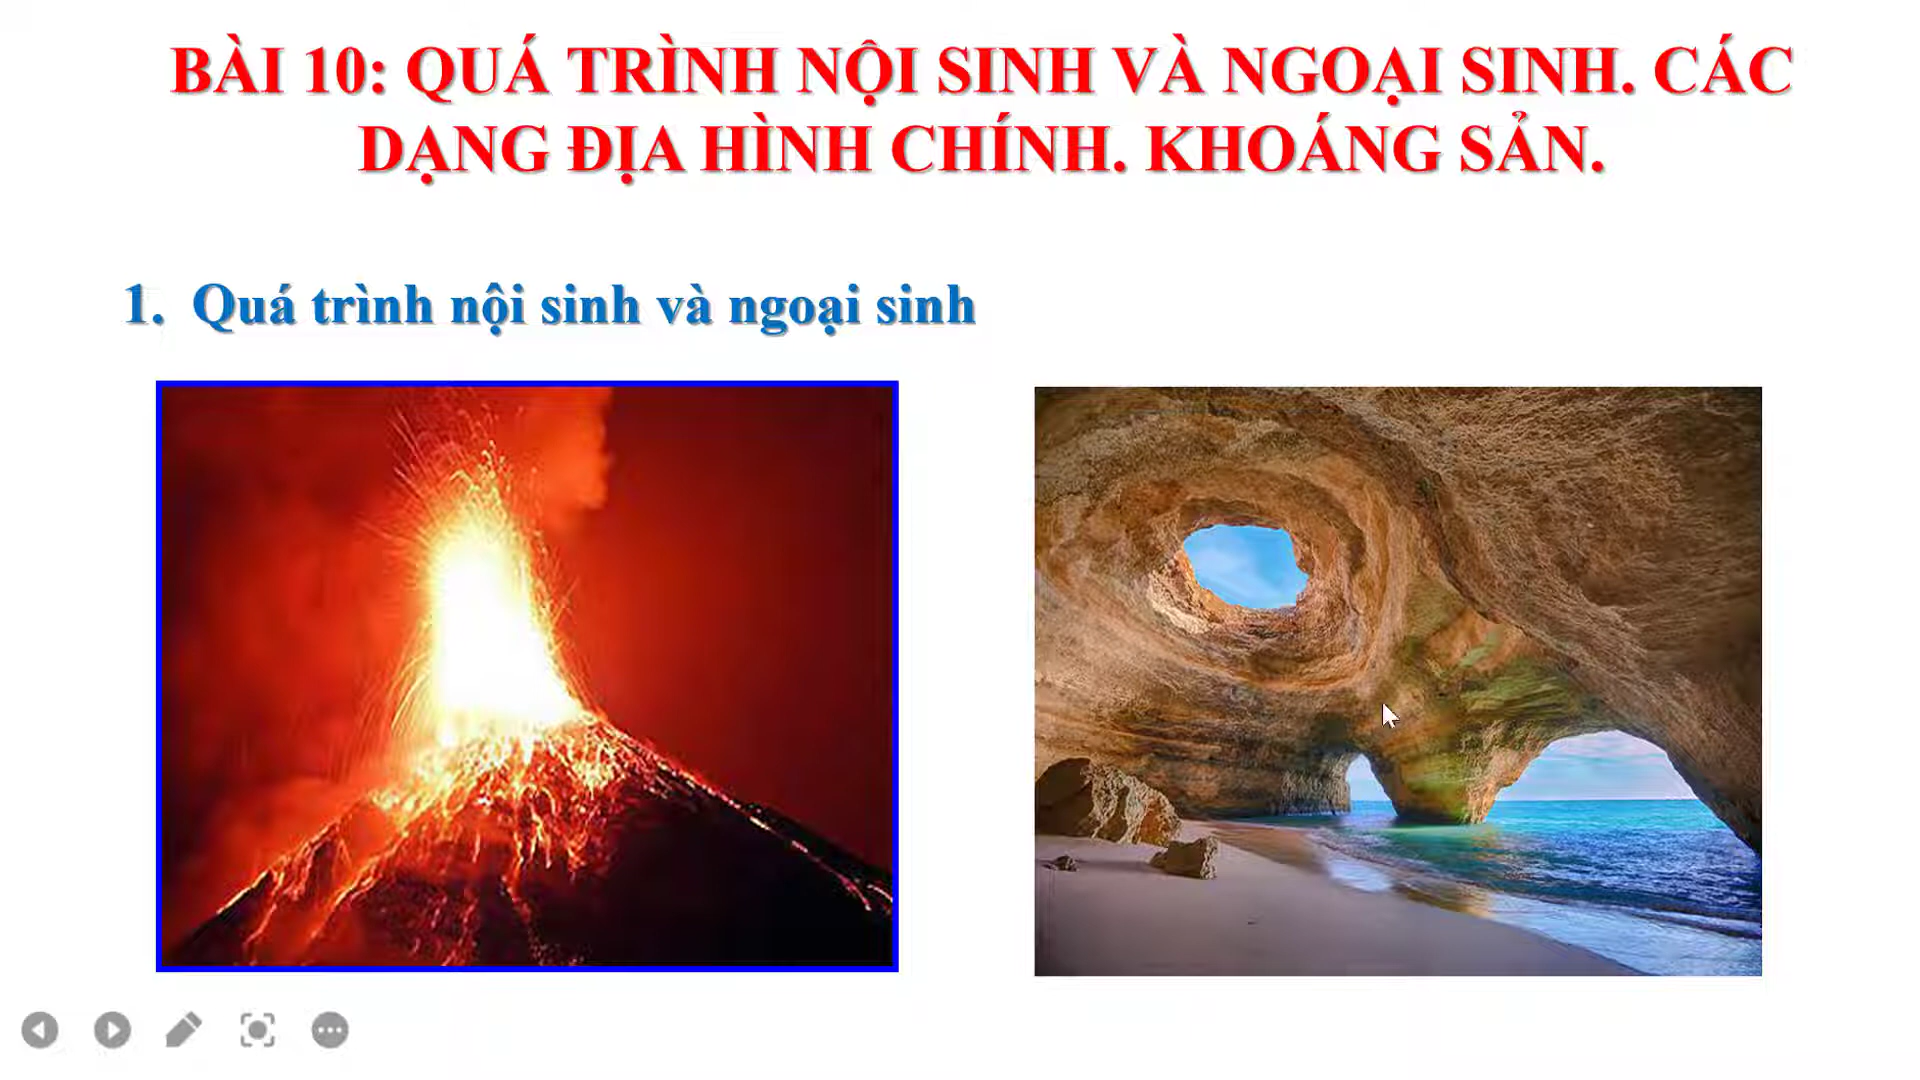 BÀI 10: QUÁ TRÌNH NỘI SINH VÀ NGOẠI SINH. CÁC
DẠNG ĐỊA HÌNH CHÍNH. KHOÁNG SẢN.
1. Quá trình nội sinh và ngoại sinh